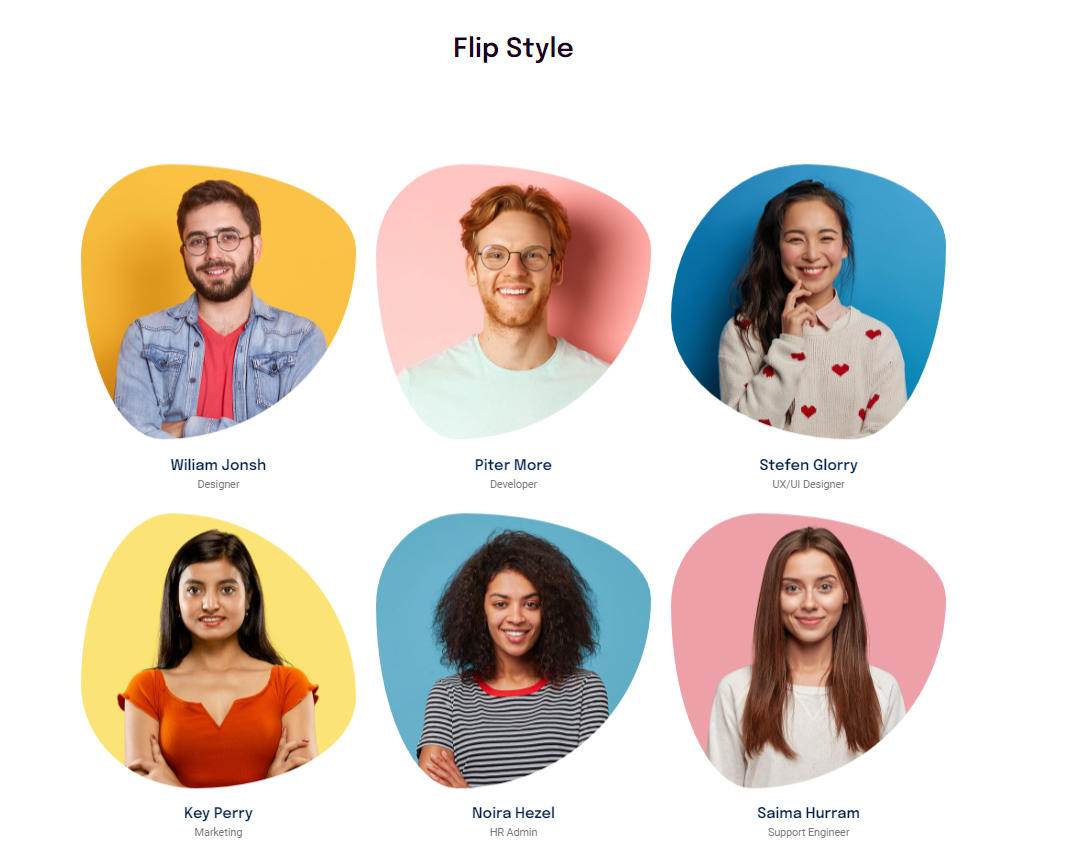 Flip Style
Wiliam Jonsh
Designer
Piter More
Developer
Stefen Glorry
UX/UI Designer
Key Perry
Marketing
Noira Hezel
HR Admin
Saima Hurram
Support Engineer